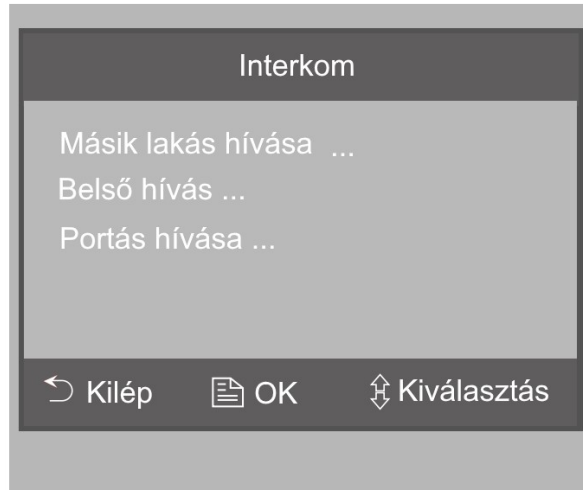 Interkom
Másik lakás hívása ...
Belső hívás ...
Portás hívása ...
Kilép OK Kiválasztás